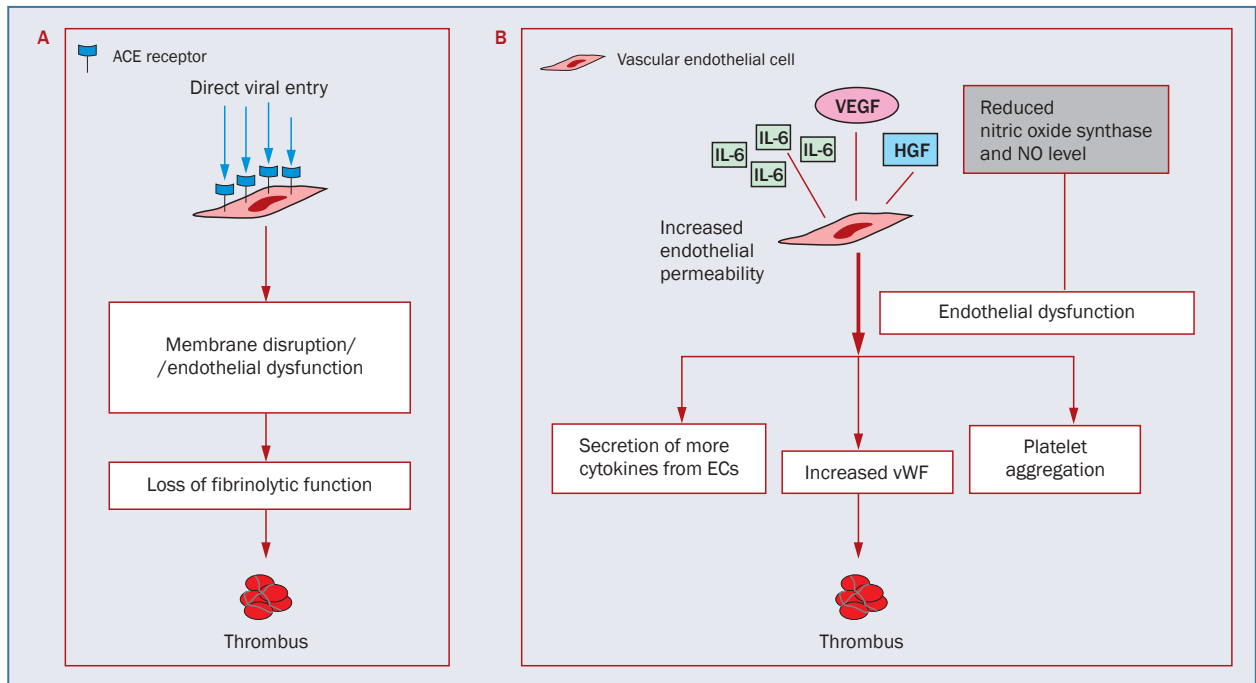 A
ACE receptor
Direct viral entry
Membrane disruption/
/endothelial dysfunction
Loss of fibrinolytic function
Thrombus
B
Vascular endothelial cell
VEGF
IL-6
IL-6
IL-6
IL-6
HGF
Reduced
nitric oxide synthase
and NO level
Increased
endothelial
permeability
Endothelial dysfunction
Secretion of more
cytokines from ECs
Increased vWF
Platelet
aggregation
Thrombus